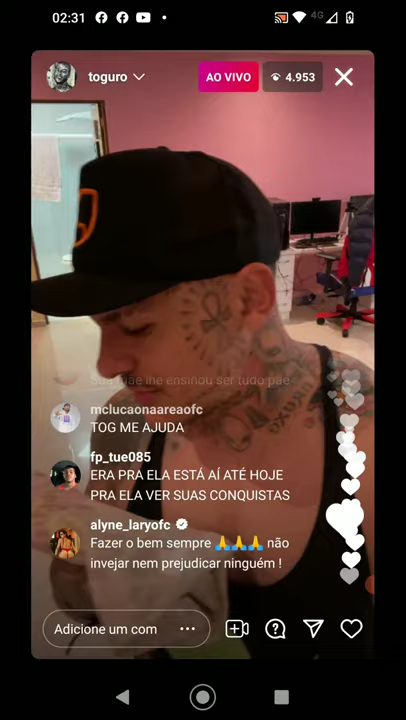 02:31
4G
toguro
AO VIVO
4.953
Sua mãe lhe ensinou ser tudo pae
mclucaonaareaofc
TOG ME AJUDA
fp_tue085
ERA PRA ELA ESTÁ AÍ ATÉ HOJE
PRA ELA VER SUAS CONQUISTAS
alyne_laryofc
Fazer o bem sempre 🙏🙏🙏 não
invejar nem prejudicar ninguém !
Adicione um com